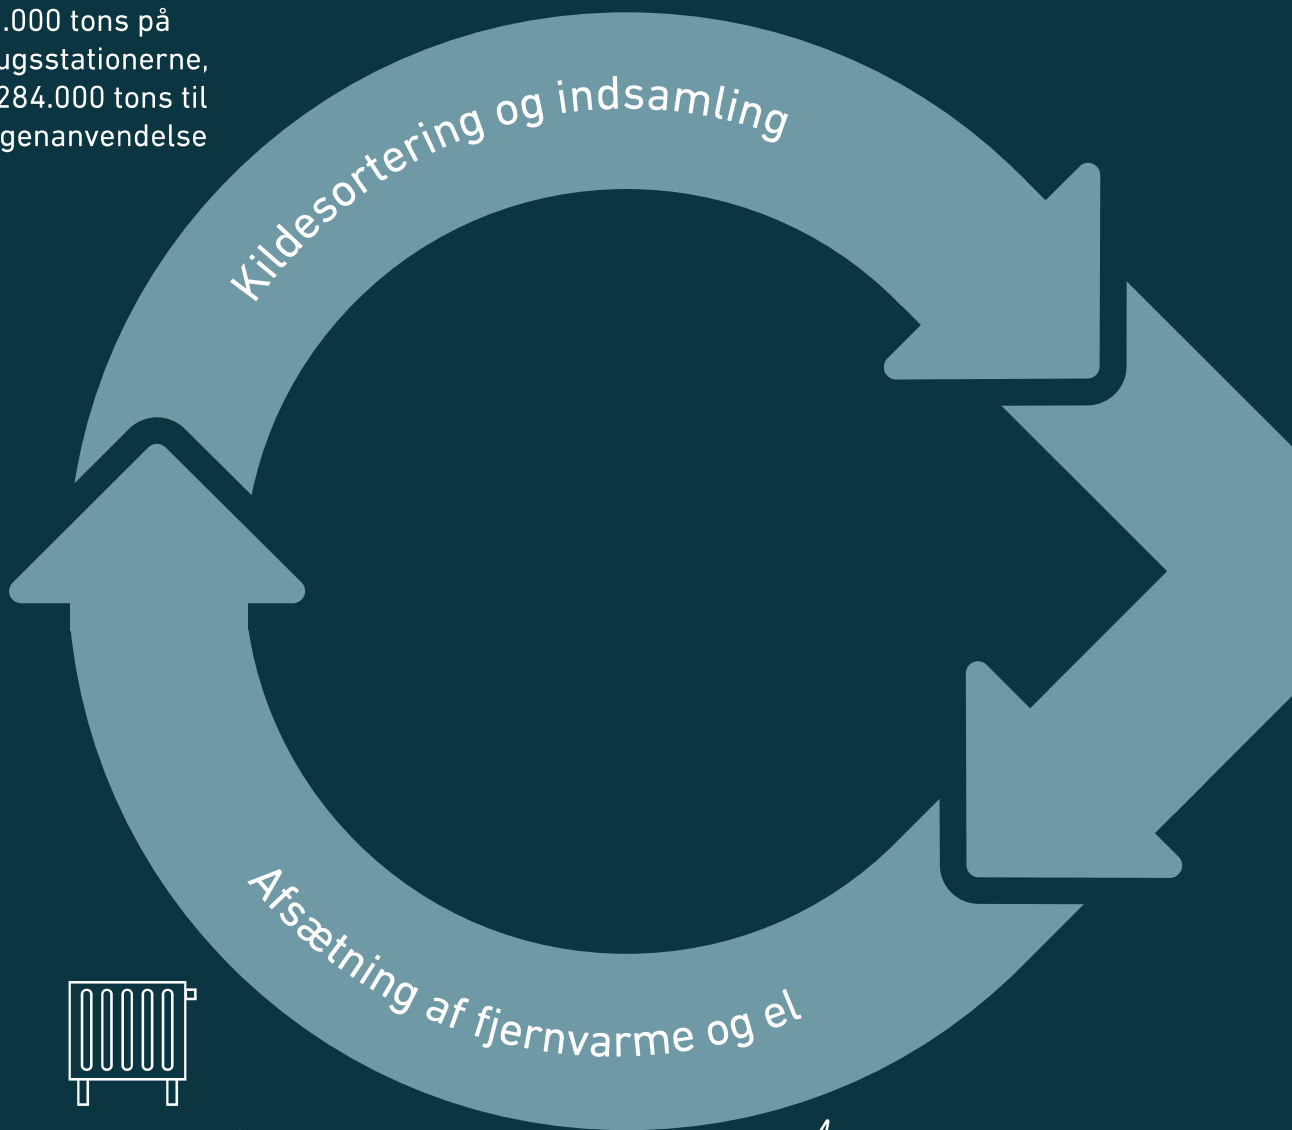 .000 tons på
ugsstationerne,
284.000 tons til
genanvendelse
Kildesortering og indsamling
Afsætning af fjernvarme og el